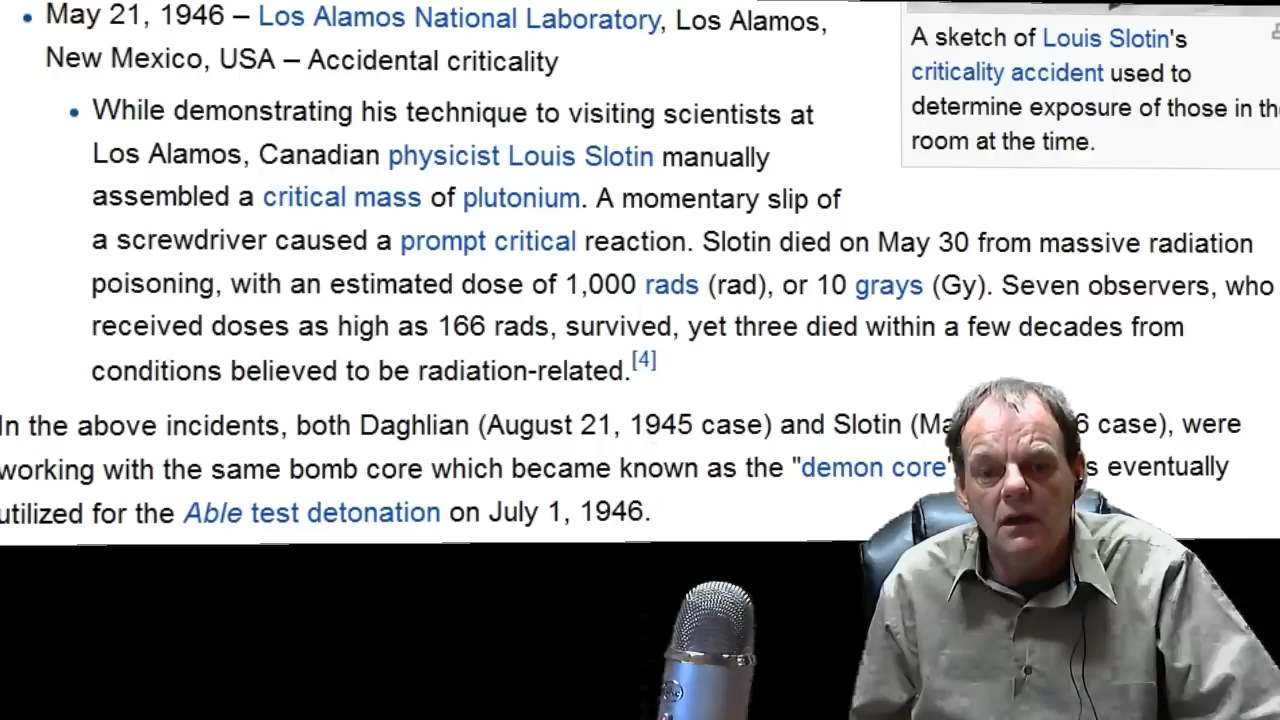 May 21, 1946 – Los Alamos National Laboratory, Los Alamos,
New Mexico, USA – Accidental criticality
While demonstrating his technique to visiting scientists at
Los Alamos, Canadian physicist Louis Slotin manually
assembled a critical mass of plutonium. A momentary slip of
a screwdriver caused a prompt critical reaction. Slotin died on May 30 from massive radiation
poisoning, with an estimated dose of 1,000 rads (rad), or 10 grays (Gy). Seven observers, who
received doses as high as 166 rads, survived, yet three died within a few decades from
conditions believed to be radiation-related.[4]
In the above incidents, both Daghlian (August 21, 1945 case) and Slotin (Ma 6 case), were
working with the same bomb core which became known as the "demon core" s eventually
utilized for the Able test detonation on July 1, 1946.
A sketch of Louis Slotin's
criticality accident used to
determine exposure of those in the
room at the time.